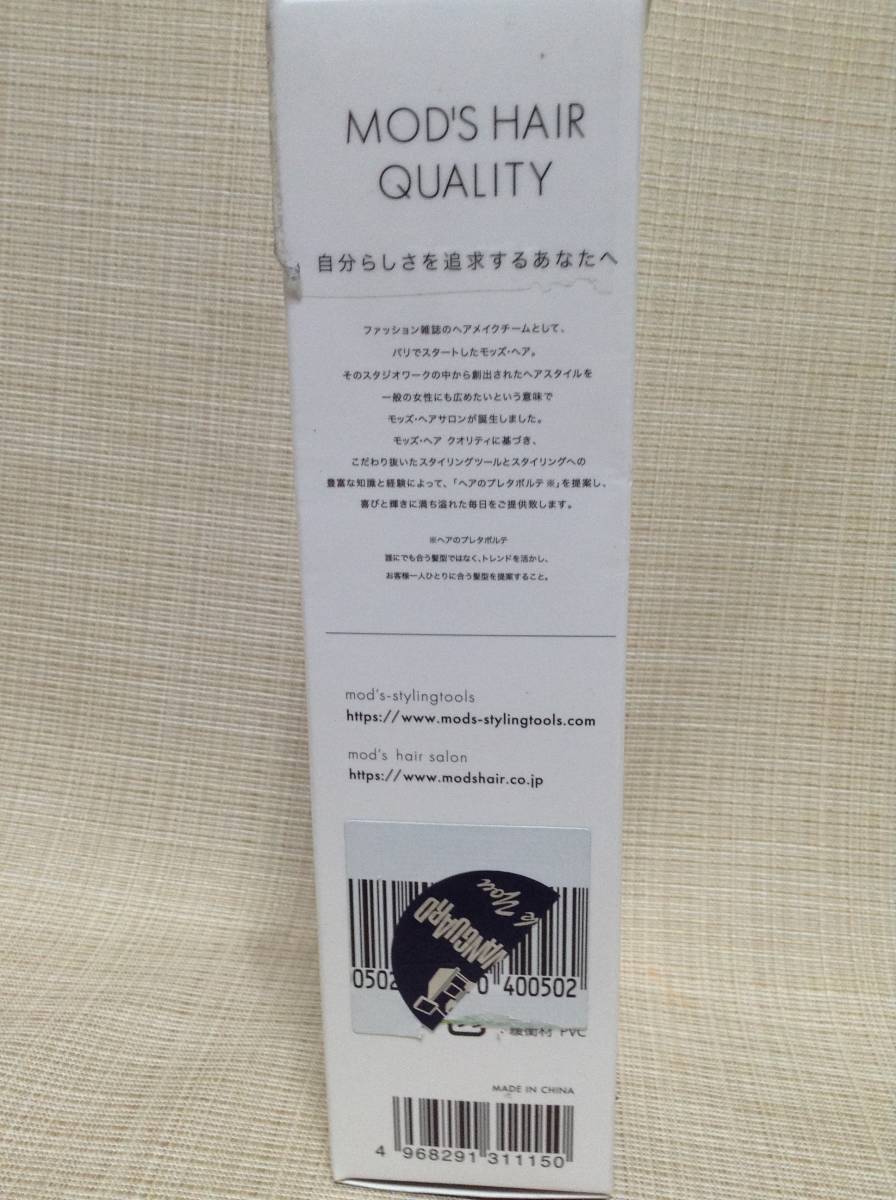 MOD'S HAIR
QUALITY
自分らしさを追求するあなたへ
ファッション雑誌のヘアメイクチームとして、
パリでスタートしたモッズ・ヘア。
そのスタジオワークの中から創出されたヘアスタイルを
一般の女性にも広めたいという意味で
モッズ・ヘアサロンが誕生しました。
モッズ・ヘア クオリティに基づき、
こだわり抜いたスタイリングツールとスタイリングへの
豊富な知識と経験によって、「ヘアのプレタポルテ※」を提案し、
喜びと輝きに満ち溢れた毎日をご提供致します。
※ヘアのプレタポルテ
誰にでも合う髪型ではなく、トレンドを活かし、
お客様一人ひとりに合う髪型を提案すること。
mod's-stylingtools
https://www.mods-stylingtools.com
mod's hair salon
https://www.modshair.co.jp
You
VANGUARD
0502 0 400502
: 緩衝材 PVC
MADE IN CHINA
4 968291 311150